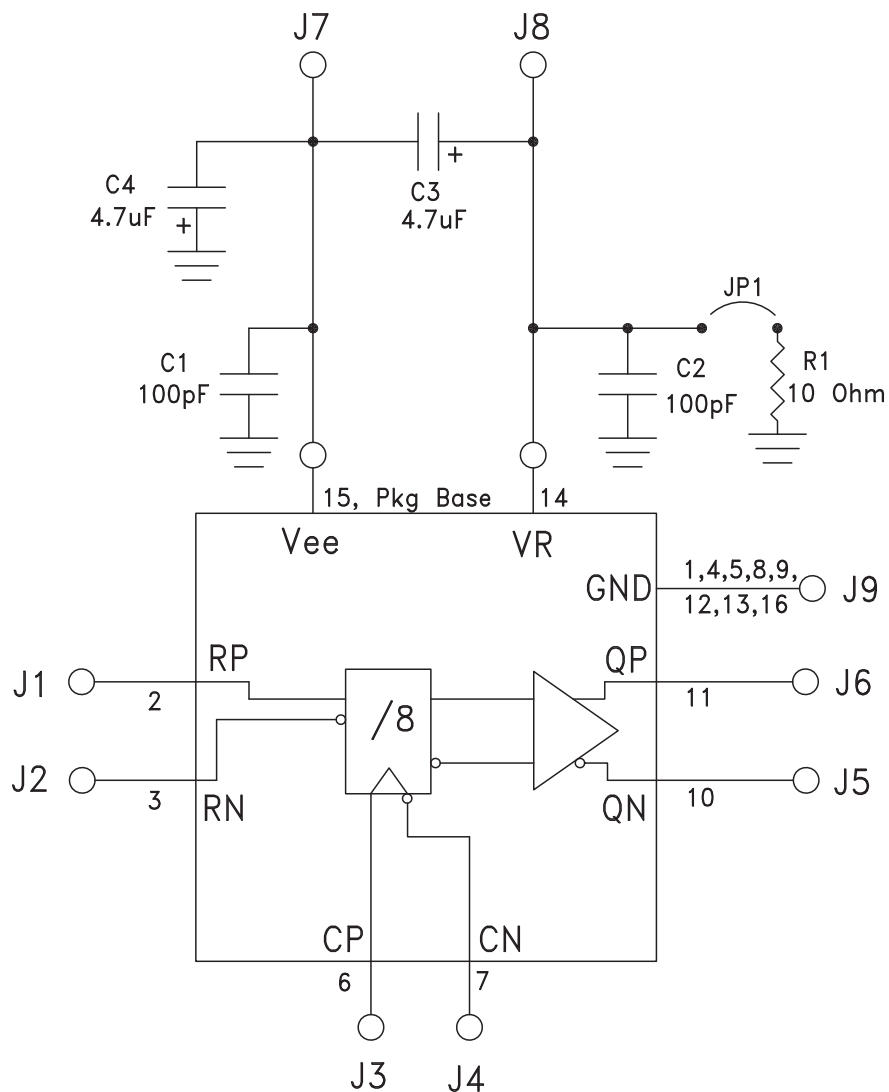 J7
J8
C4
4.7uF
+
C3
4.7uF
+
JP1
C1
100pF
C2
100pF
R1
10 Ohm
15, Pkg Base
14
Vee
VR
GND
1,4,5,8,9,
12,13,16
J9
J1
2
RP
QP
11
J6
/8
J2
3
RN
QN
10
J5
CP
CN
6
7
J3
J4